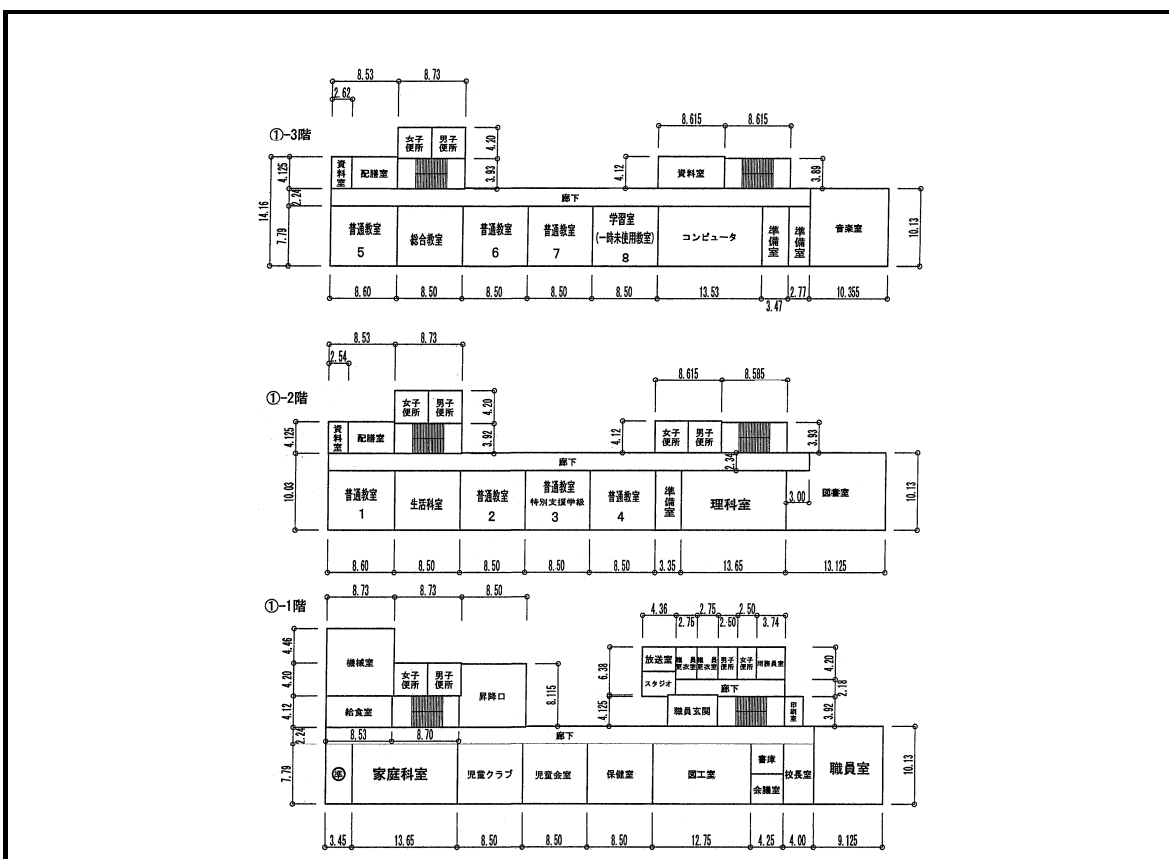 8.53 8.73
2.62
①-3階
8.615 8.615
女子便所 男子便所
4.20
資料室 配膳室
3.93
4.12 資料室 3.89
14.16 4.125 2.24 7.79
廊下
普通教室 5
総合教室
普通教室 6
普通教室 7
学習室 (一時未使用教室) 8
コンピュータ
準備室
準備室
音楽室
10.13
8.60 8.50 8.50 8.50 8.50 13.53 3.47 2.77 10.355
8.53 8.73
2.54
①-2階
8.615 8.585
女子便所 男子便所
4.20
資料室 配膳室
3.92
4.12 女子便所 男子便所 3.93
4.125 10.03
廊下
2.34
普通教室 1
生活科室
普通教室 2
普通教室 特別支援学級 3
普通教室 4
準備室
理科室
3.00
図書室
10.13
8.60 8.50 8.50 8.50 8.50 3.35 13.65 13.125
①-1階
8.73 8.73 8.50
4.36 2.75 2.50
2.75 2.50 3.74
4.46 4.20 4.12 2.24 7.79
機械室
女子便所 男子便所
昇降口
8.115
給食室
8.53 8.70
6.38 4.125
放送室 職員更衣室 職員更衣室 男子便所 女子便所 用務員室
スタジオ
廊下
4.20 2.18 3.92
職員玄関
印刷室
廊下
準
家庭科室
児童クラブ
児童会室
保健室
図工室
書庫
会議室
校長室
職員室
10.13
3.45 13.65 8.50 8.50 8.50 12.75 4.25 4.00 9.125